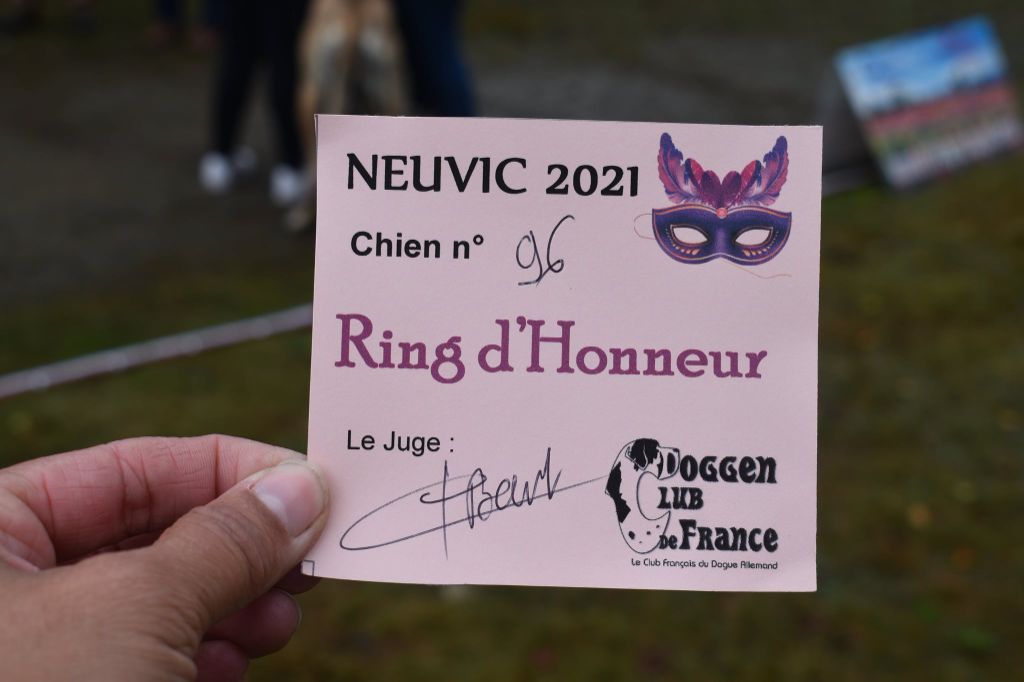 NEUVIC 2021
Chien n° 96
Ring d'Honneur
Le Juge :
Doggen
Club
de France
Le Club Français du Dogue Allemand